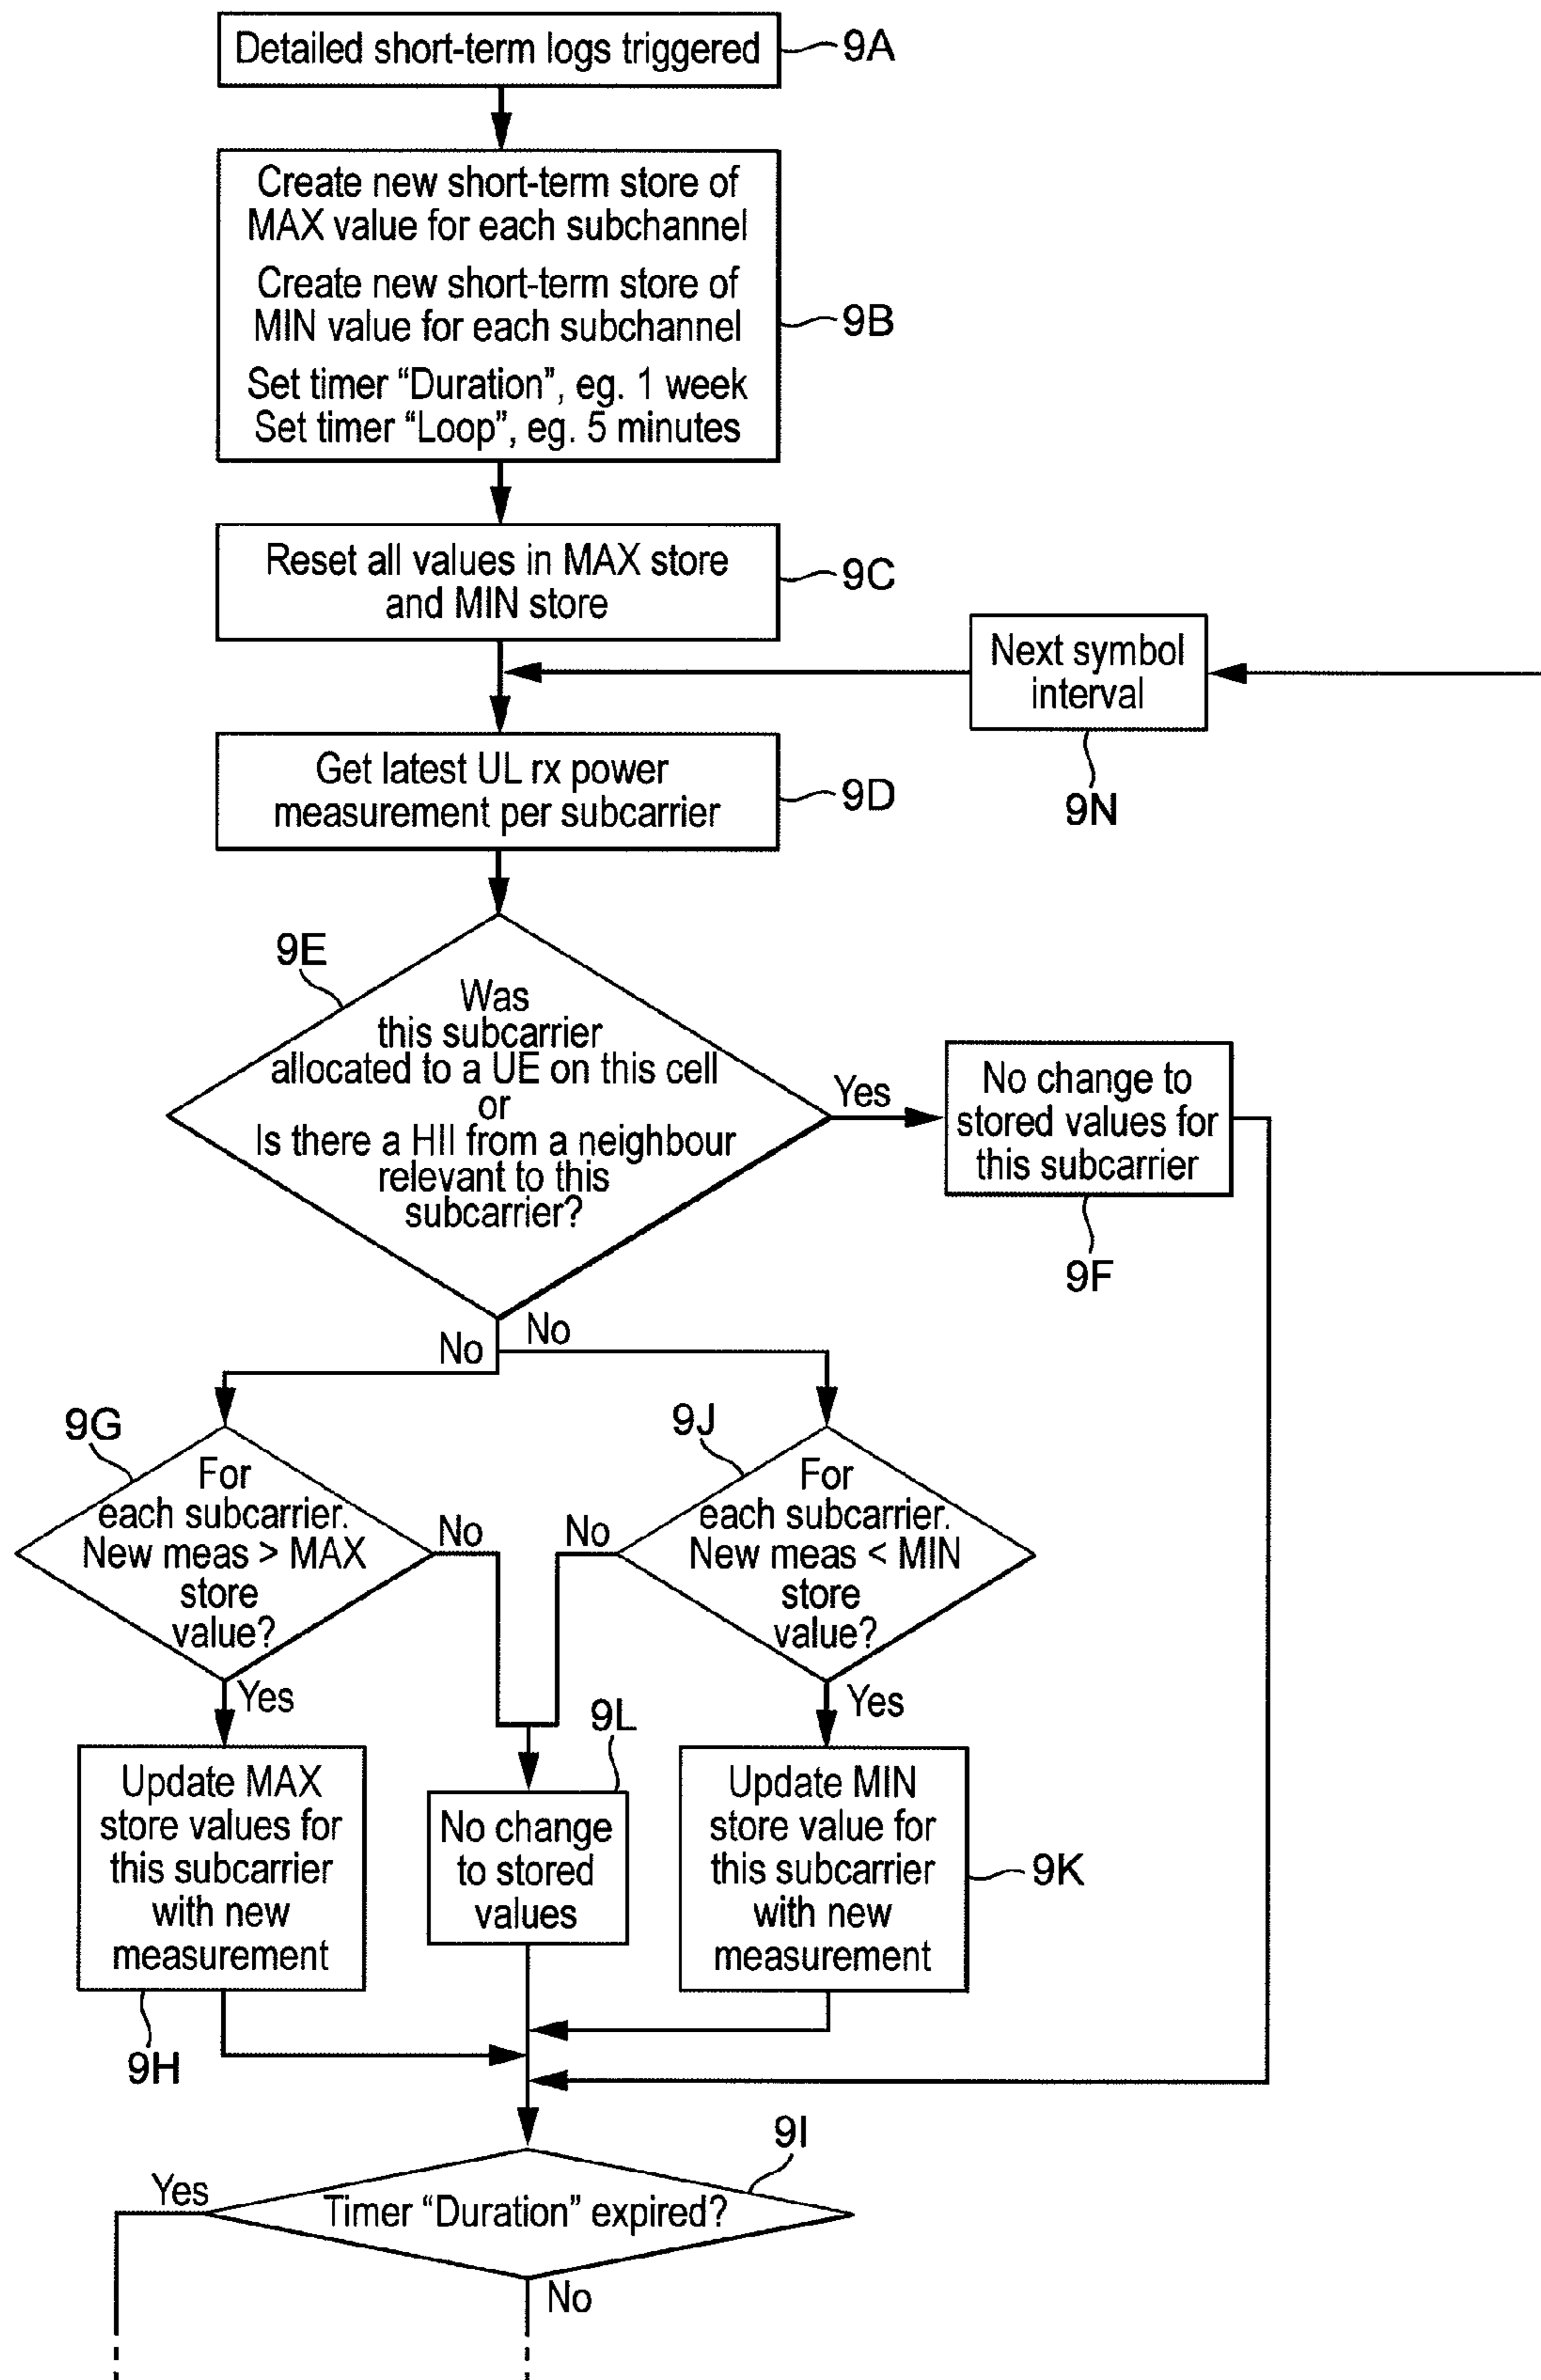 Detailed short-term logs triggered
9A
Create new short-term store of
MAX value for each subchannel
Create new short-term store of
MIN value for each subchannel
Set timer “Duration”, eg. 1 week
Set timer “Loop”, eg. 5 minutes
9B
Reset all values in MAX store
and MIN store
9C
Next symbol
interval
9N
Get latest UL rx power
measurement per subcarrier
9D
9E
Was
this subcarrier
allocated to a UE on this cell
or
Is there a HII from a neighbour
relevant to this
subcarrier?
Yes
No change to
stored values for
this subcarrier
9F
No
No
9G
For
each subcarrier.
New meas > MAX
store
value?
No
No
9J
For
each subcarrier.
New meas < MIN
store
value?
Yes
Yes
9L
Update MAX
store values for
this subcarrier
with new
measurement
9H
No change
to stored
values
Update MIN
store value for
this subcarrier
with new
measurement
9K
9I
Yes
Timer “Duration” expired?
No